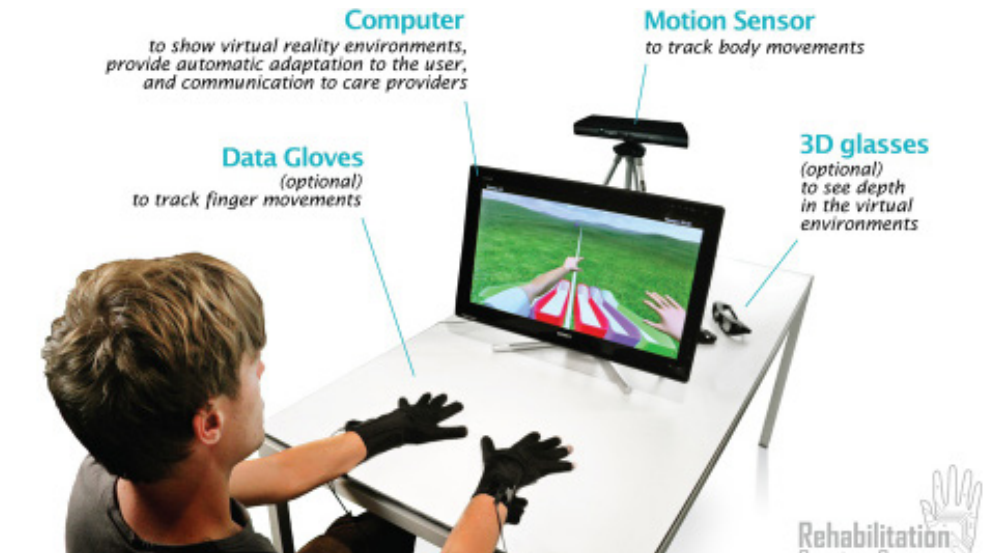 Computer
to show virtual reality environments,
provide automatic adaptation to the user,
and communication to care providers
Motion Sensor
to track body movements
Data Gloves
(optional)
to track finger movements
3D glasses
(optional)
to see depth
in the virtual
environments
Rehabilitation